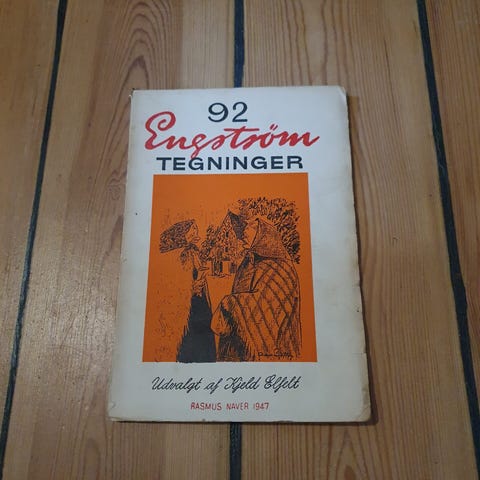 92
Engström
TEGNINGER
Udvalgt af Kjeld Elfelt
RASMUS NAVER 1947